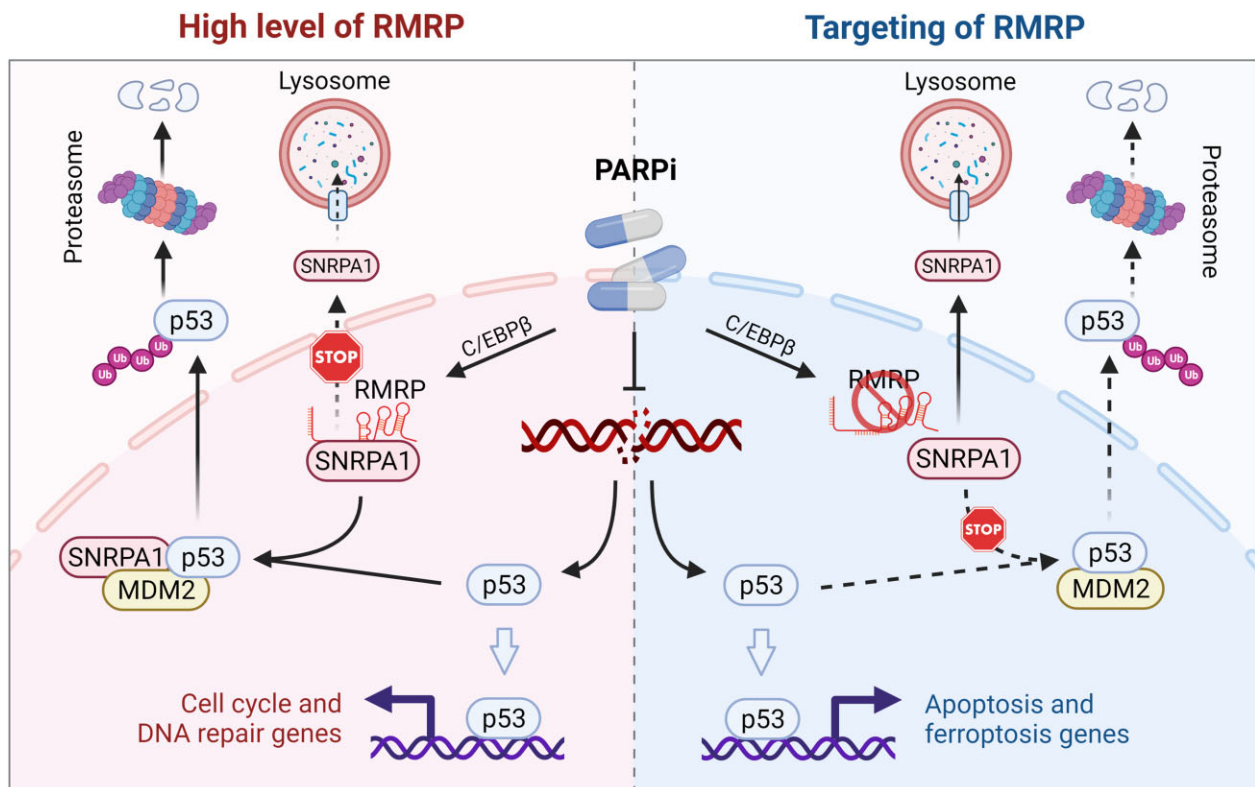 High level of RMRP
Targeting of RMRP
Lysosome
Proteasome
SNRPA1
p53
Ub
Ub
Ub
Ub
STOP
RMRP
SNRPA1
C/EBPβ
PARPi
SNRPA1
p53
MDM2
p53
p53
Cell cycle and
DNA repair genes
Lysosome
Proteasome
SNRPA1
p53
Ub
Ub
Ub
Ub
C/EBPβ
RMRP
SNRPA1
STOP
p53
MDM2
p53
p53
Apoptosis and
ferroptosis genes